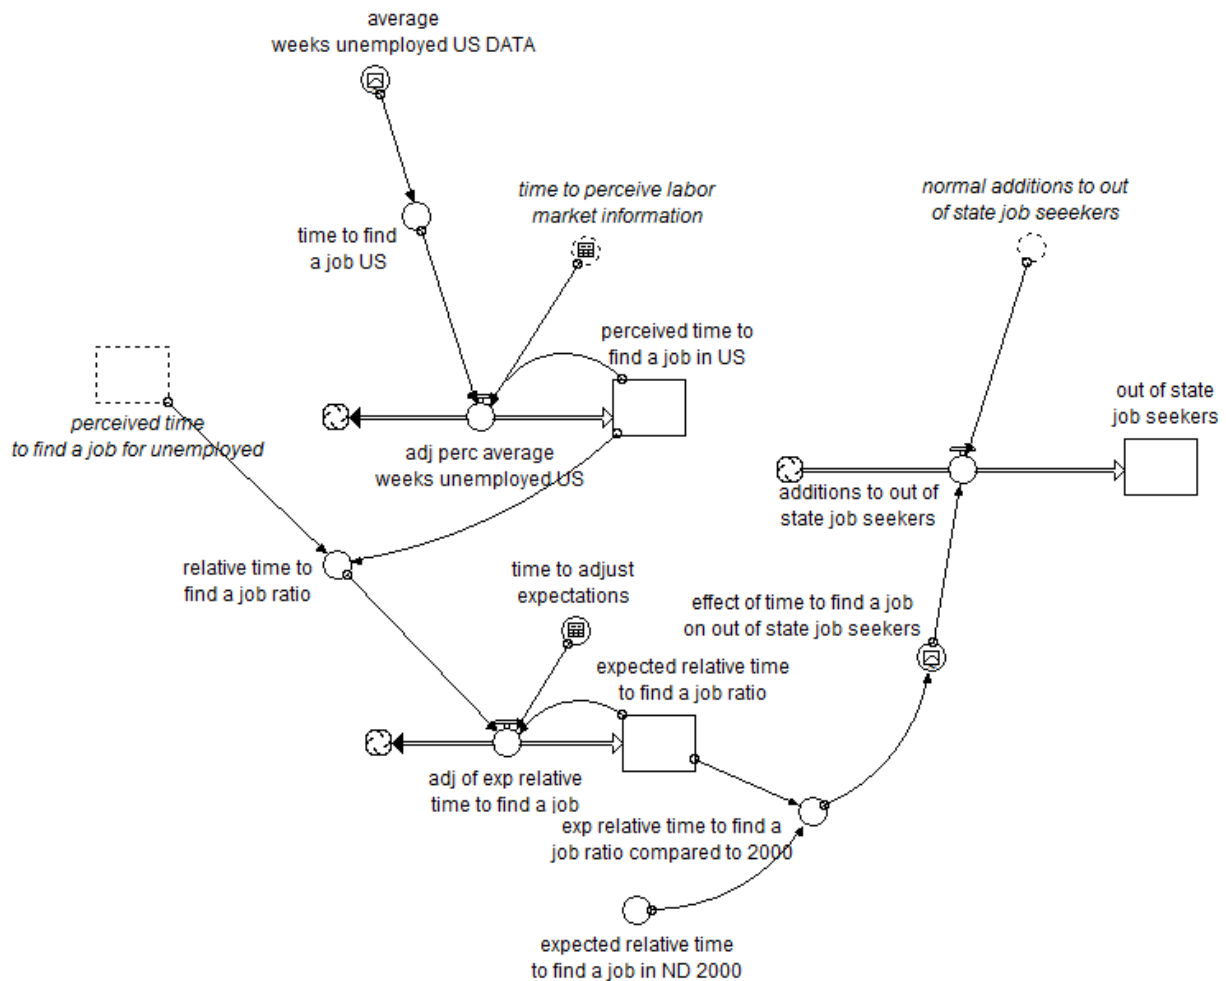 average
weeks unemployed US DATA
time to perceive labor
market information
normal additions to out
of state job seeekers
time to find
a job US
perceived time to
find a job in US
perceived time
to find a job for unemployed
out of state
job seekers
adj perc average
weeks unemployed US
additions to out of
state job seekers
relative time to
find a job ratio
time to adjust
expectations
effect of time to find a job
on out of state job seekers
expected relative time
to find a job ratio
adj of exp relative
time to find a job
exp relative time to find a
job ratio compared to 2000
expected relative time
to find a job in ND 2000